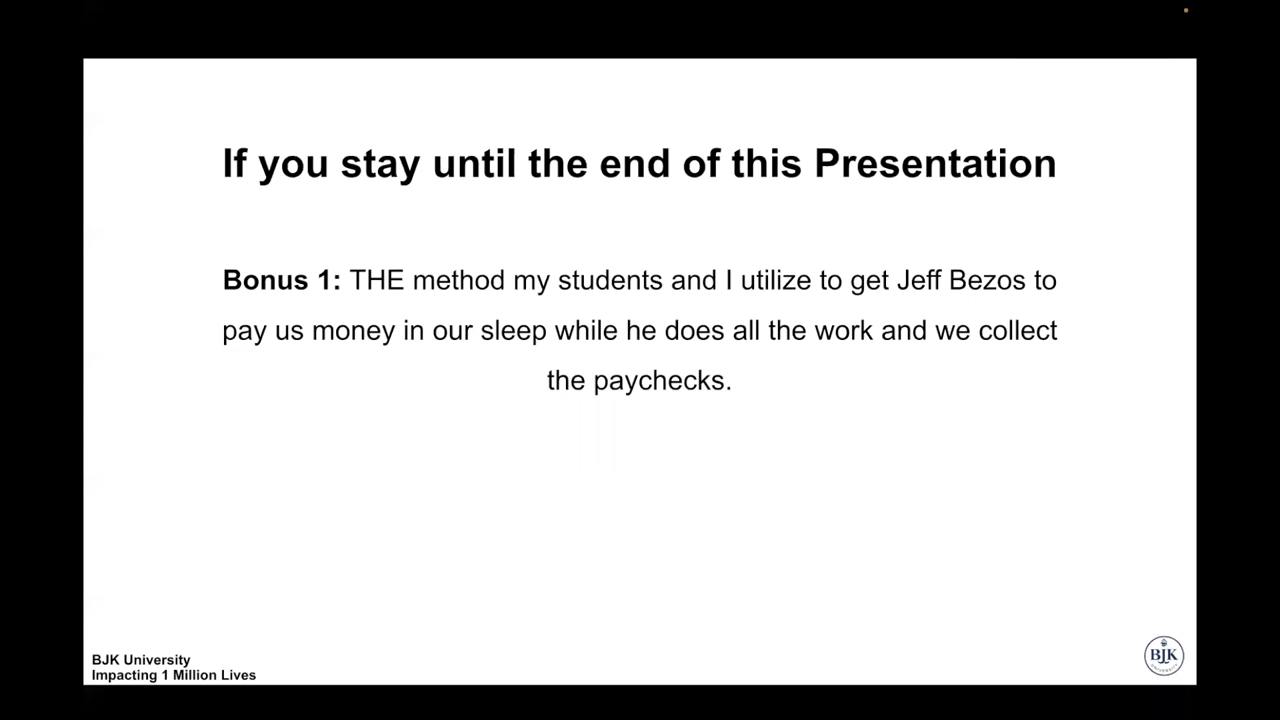 If you stay until the end of this Presentation
Bonus 1: THE method my students and I utilize to get Jeff Bezos to
pay us money in our sleep while he does all the work and we collect
the paychecks.
BJK University
Impacting 1 Million Lives
BJK
UNIVERSITY